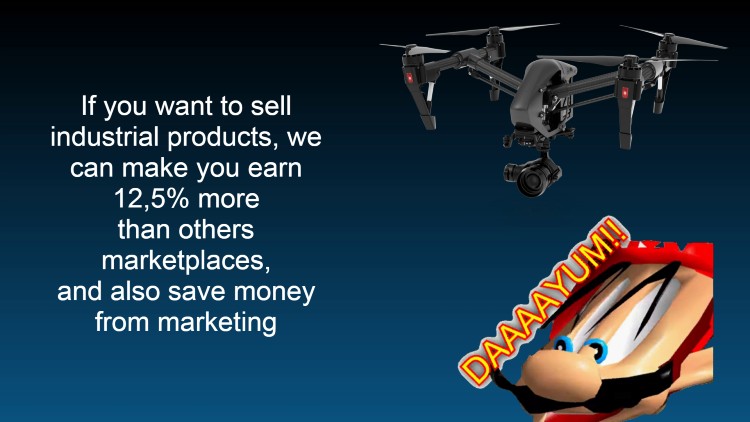 If you want to sell
industrial products, we
can make you earn
12,5% more
than others
marketplaces,
and also save money
from marketing
DAAAAYUM!!